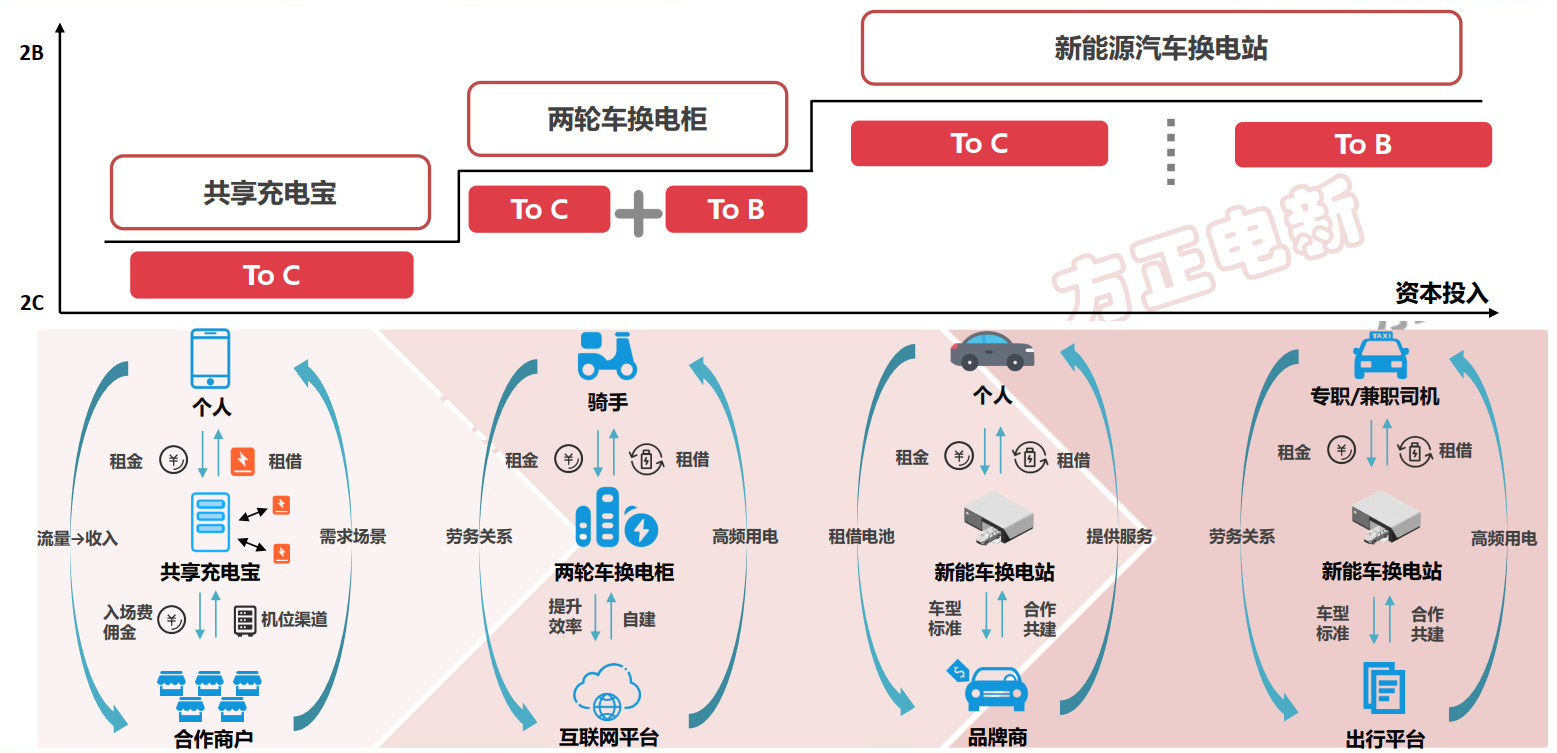 2B
新能源汽车换电站
两轮车换电柜
共享充电宝
To C
To B
To C
To B
To C
方正电新
2C
资本投入
个人
租金
¥
租借
流量→收入
需求场景
共享充电宝
入场费
佣金
¥
机位渠道
合作商户
骑手
租金
¥
租借
劳务关系
高频用电
两轮车换电柜
提升
效率
自建
互联网平台
个人
租金
¥
租借
租借电池
提供服务
新能车换电站
车型
标准
合作
共建
$
品牌商
TAXI
专职/兼职司机
租金
¥
租借
劳务关系
高频用电
新能车换电站
车型
标准
合作
共建
出行平台